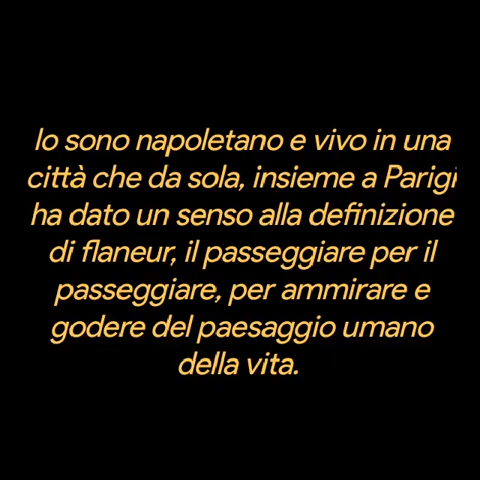 Io sono napoletano e vivo in una
città che da sola, insieme a Parigi
ha dato un senso alla definizione
di flaneur, il passeggiare per il
passeggiare, per ammirare e
godere del paesaggio umano
della vita.